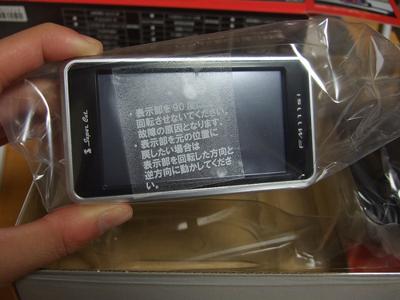 Super Cat
・表示部を90度以上
回転させないでください。
故障の原因となります。
・表示部を元の位置に
戻したい場合は
表示部を回転した方向と
逆方向に動かしてくださ
い。